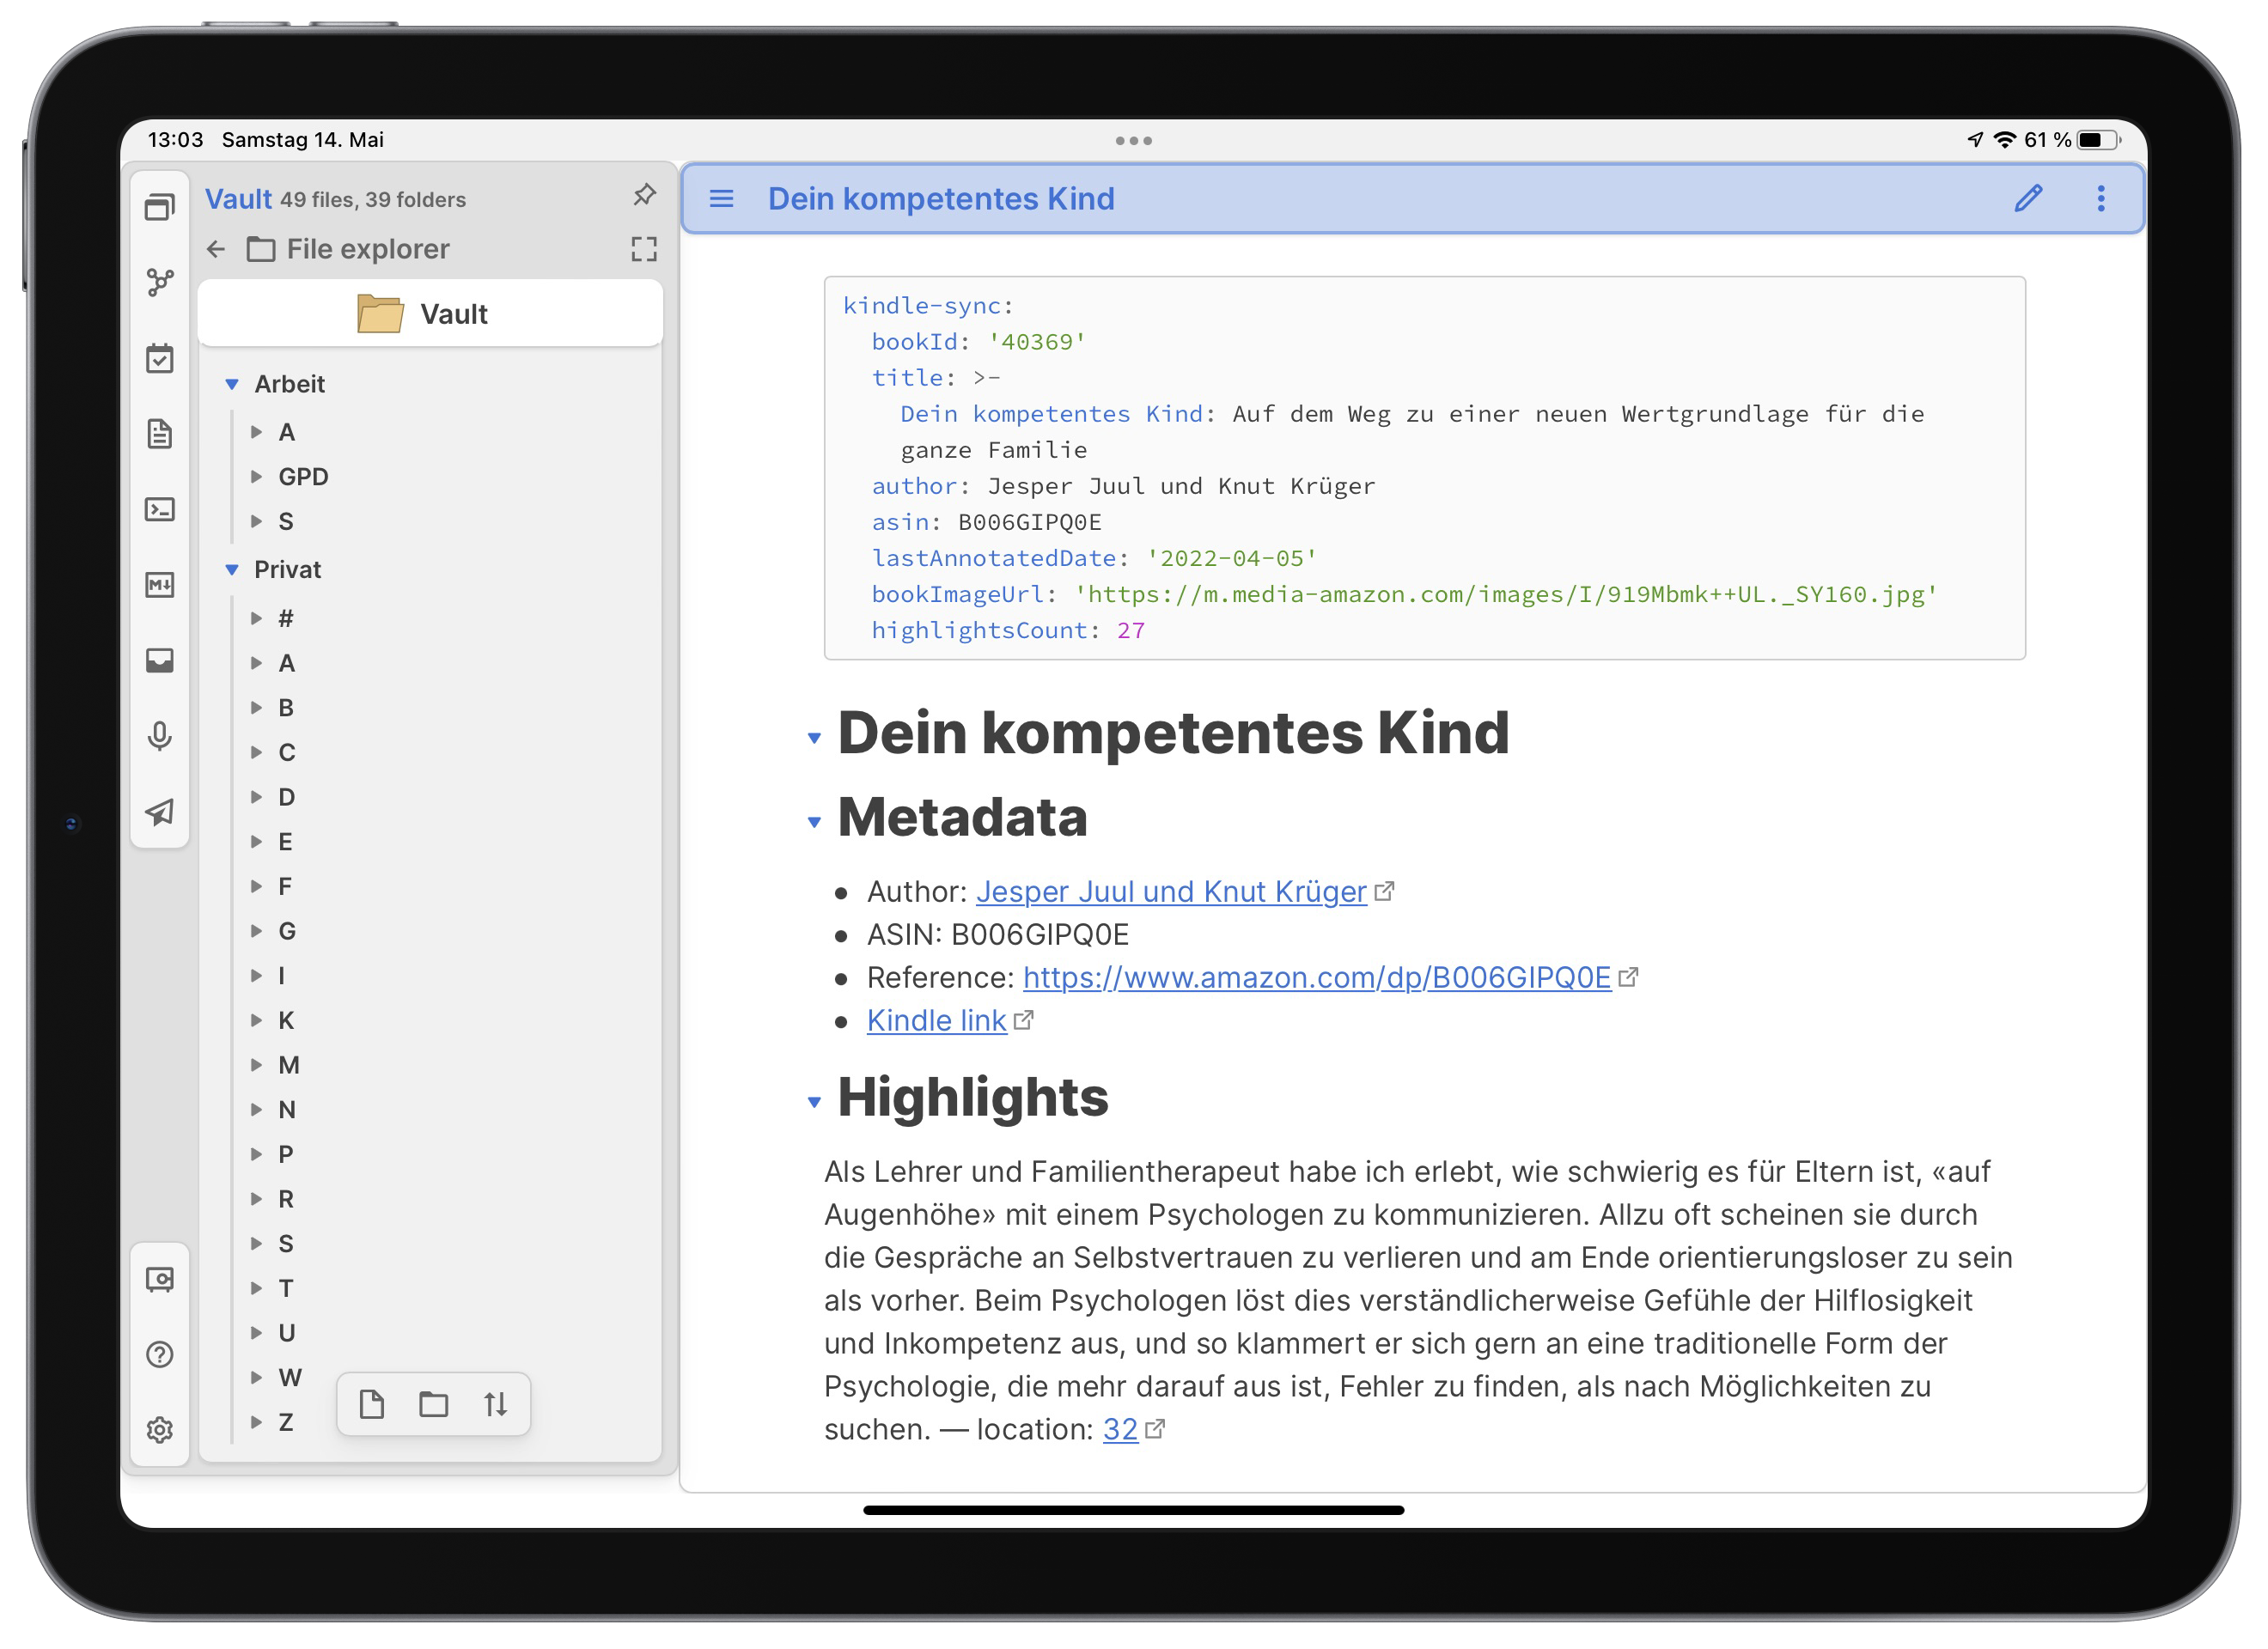 13:03 Samstag 14. Mai
61 %
Vault 49 files, 39 folders
File explorer
Vault
Arbeit
A
GPD
S
Privat
#
A
B
C
D
E
F
G
I
K
M
N
P
R
S
T
U
W
Z
Dein kompetentes Kind
kindle-sync:
bookId: '40369'
title: >-
Dein kompetentes Kind: Auf dem Weg zu einer neuen Wertgrundlage für die
ganze Familie
author: Jesper Juul und Knut Krüger
asin: B006GIPQ0E
lastAnnotatedDate: '2022-04-05'
bookImageUrl: 'https://m.media-amazon.com/images/I/919Mbmk++UL._SY160.jpg'
highlightsCount: 27
Dein kompetentes Kind
Metadata
Author: Jesper Juul und Knut Krüger
ASIN: B006GIPQ0E
Reference: https://www.amazon.com/dp/B006GIPQ0E
Kindle link
Highlights
Als Lehrer und Familientherapeut habe ich erlebt, wie schwierig es für Eltern ist, «auf
Augenhöhe» mit einem Psychologen zu kommunizieren. Allzu oft scheinen sie durch
die Gespräche an Selbstvertrauen zu verlieren und am Ende orientierungsloser zu sein
als vorher. Beim Psychologen löst dies verständlicherweise Gefühle der Hilflosigkeit
und Inkompetenz aus, und so klammert er sich gern an eine traditionelle Form der
Psychologie, die mehr darauf aus ist, Fehler zu finden, als nach Möglichkeiten zu
suchen. — location: 32